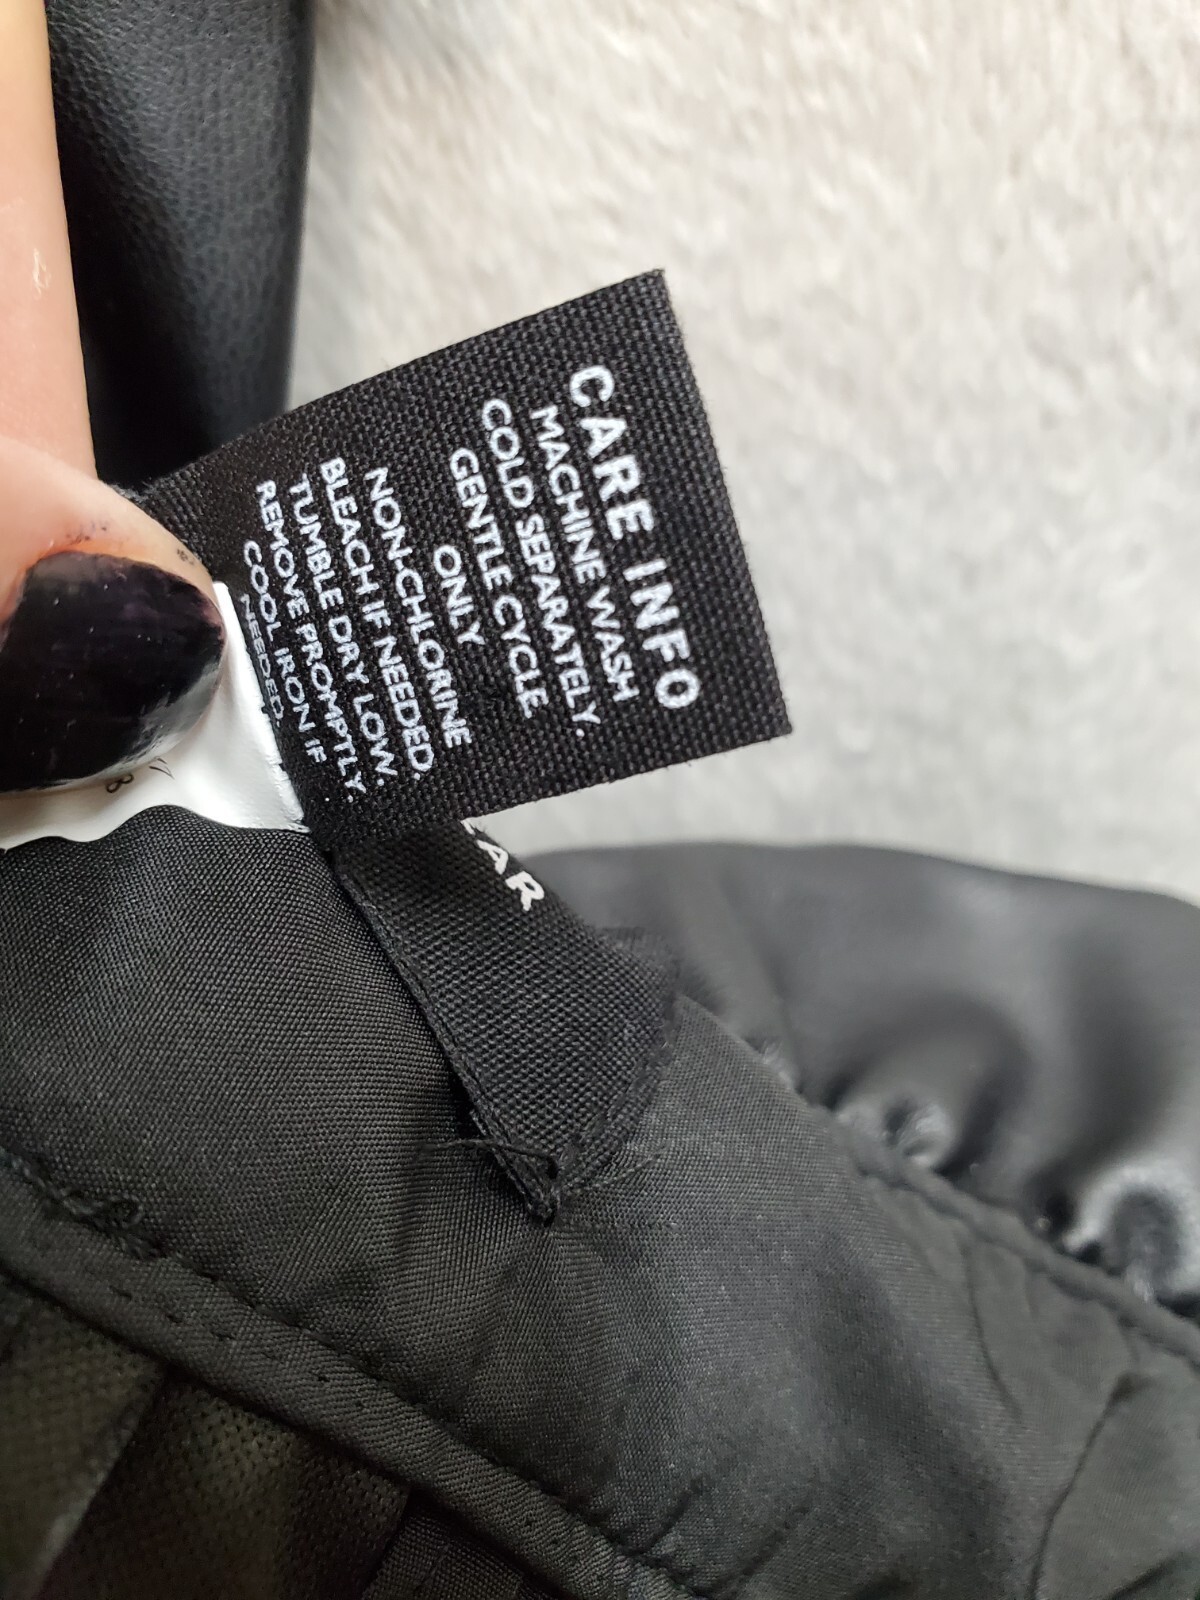 CARE INFO
MACHINE WASH
COLD SEPARATELY.
GENTLE CYCLE
ONLY
NON-CHLORINE
BLEACH IF NEEDED.
TUMBLE DRY LOW.
REMOVE PROMPTLY.
COOL IRON IF
NEEDED.
AR